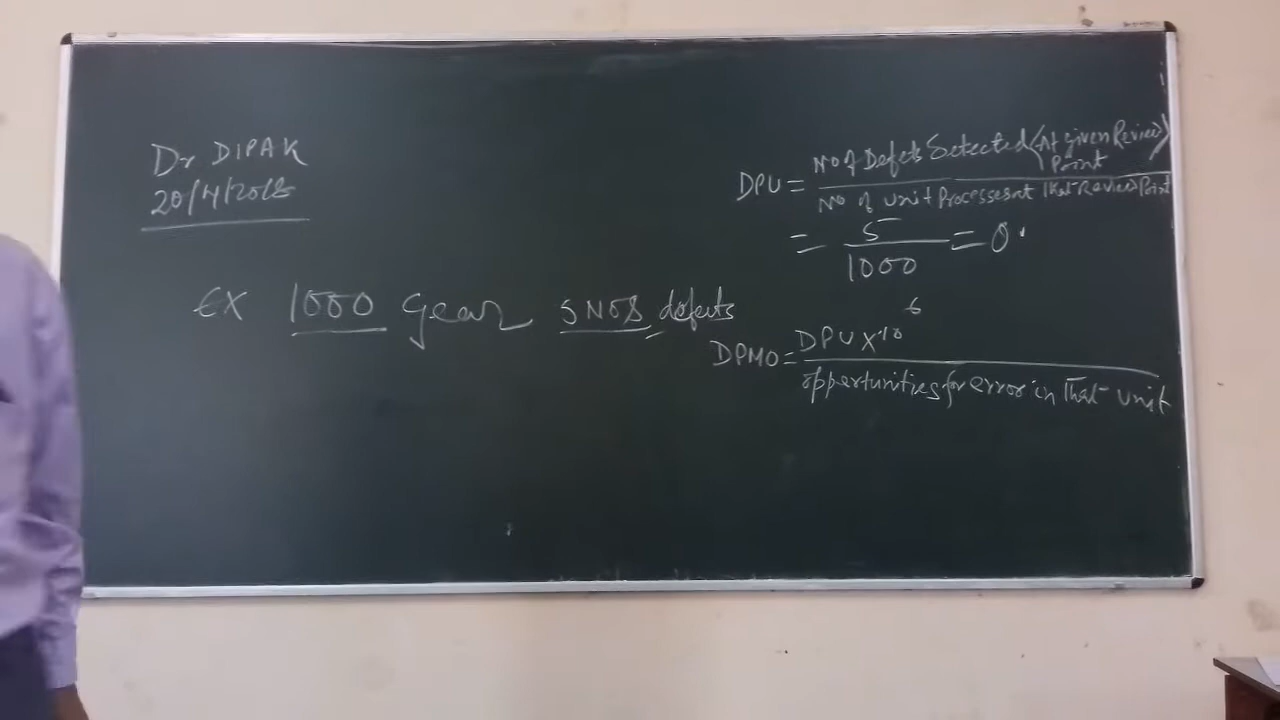 Dr DIPAK
20/4/2018
DPU = No of Defects Detected (At given Review Point)
No of unit Processes at that Review Point
= 5
1000
= 0.
EX 1000 gear 5 NOS defects
DPMO = DPU x 10 6
oppertunities for error in That unit